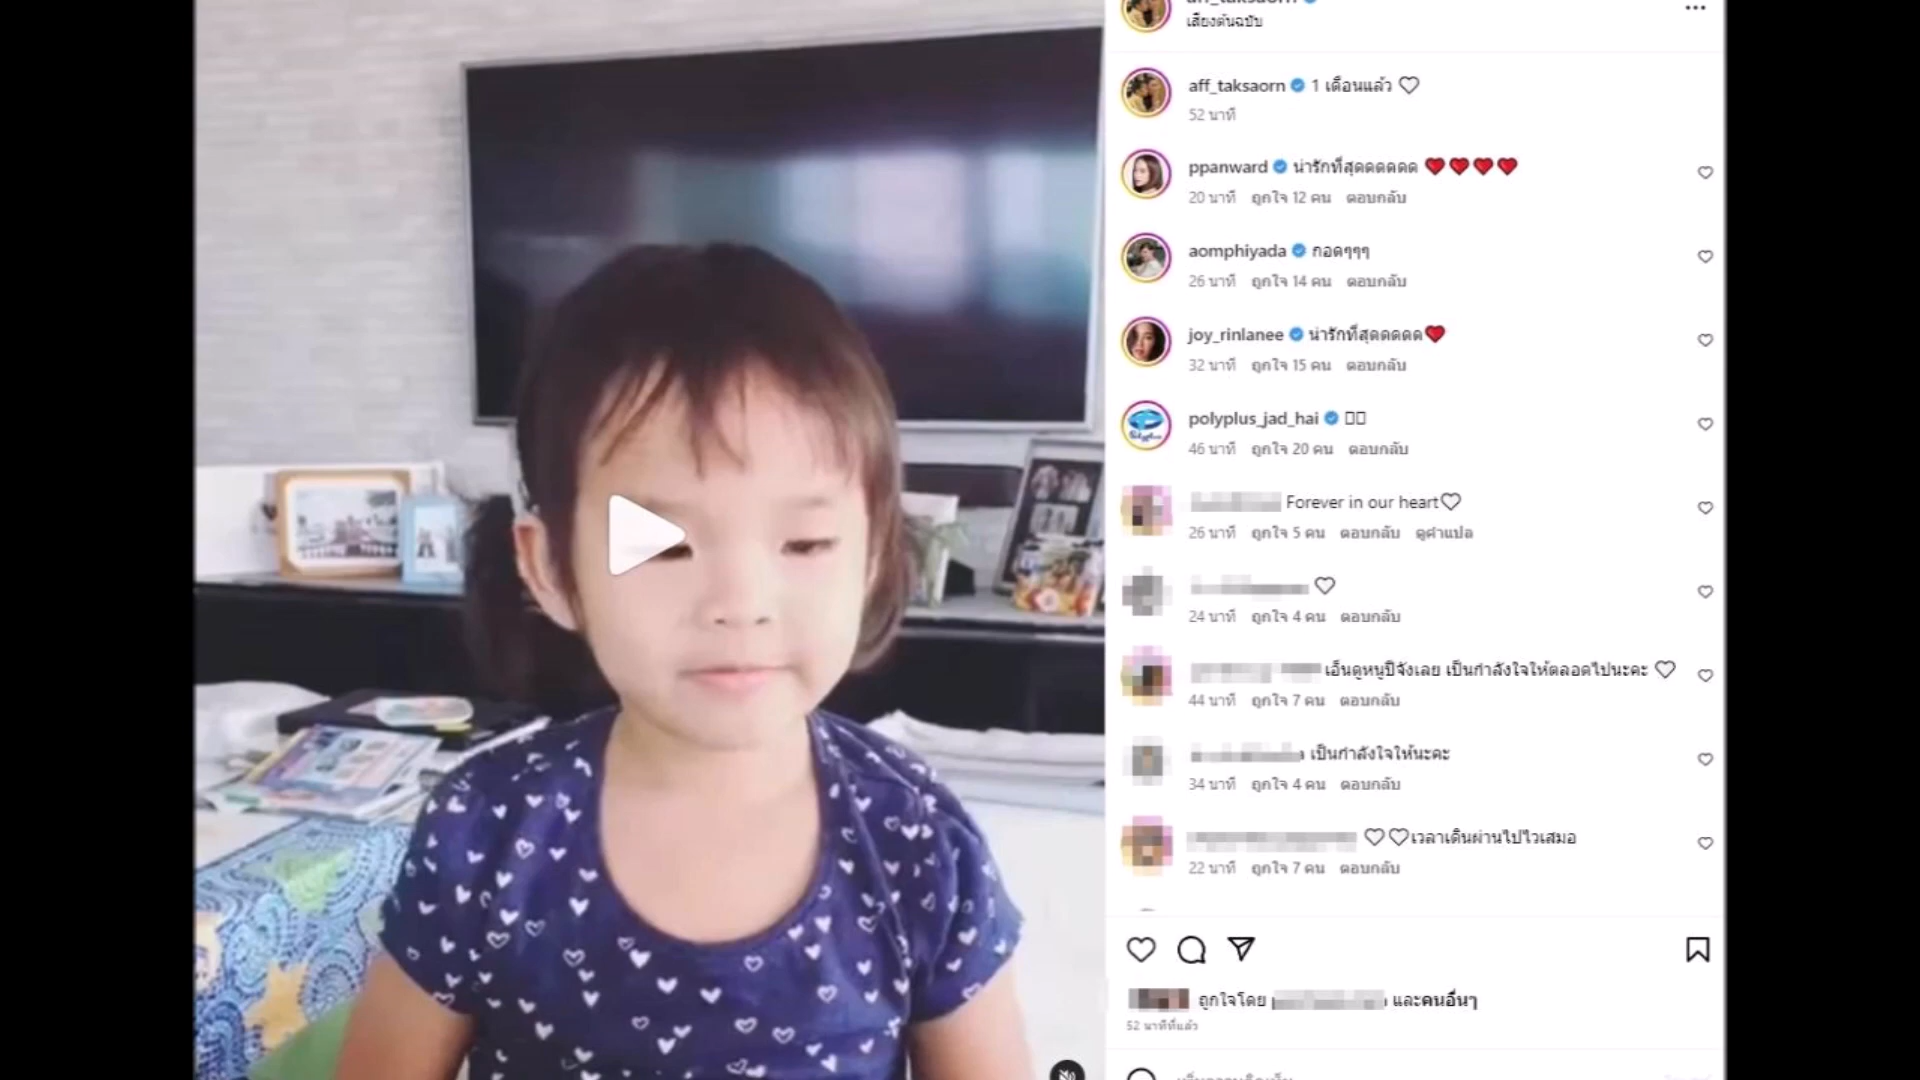 aff_taksaorn
เสียงต้นฉบับ
aff_taksaorn 1 เดือนแล้ว
52 นาที
ppanward น่ารักที่สุดดดดดด
20 นาที ถูกใจ 12 คน ตอบกลับ
aomphiyada กอดๆๆๆ
26 นาที ถูกใจ 14 คน ตอบกลับ
joy_rinlanee น่ารักที่สุดดดดด
32 นาที ถูกใจ 15 คน ตอบกลับ
polyplus_jad_hai
46 นาที ถูกใจ 20 คน ตอบกลับ
Forever in our heart
26 นาที ถูกใจ 5 คน ตอบกลับ ดูคำแปล
24 นาที ถูกใจ 4 คน ตอบกลับ
เอ็นดูหนูปีจังเลย เป็นกำลังใจให้ตลอดไปนะคะ
44 นาที ถูกใจ 7 คน ตอบกลับ
เป็นกำลังใจให้นะคะ
34 นาที ถูกใจ 4 คน ตอบกลับ
เวลาเดินผ่านไปไวเสมอ
22 นาที ถูกใจ 7 คน ตอบกลับ
ถูกใจโดย และคนอื่นๆ
52 นาทีที่แล้ว